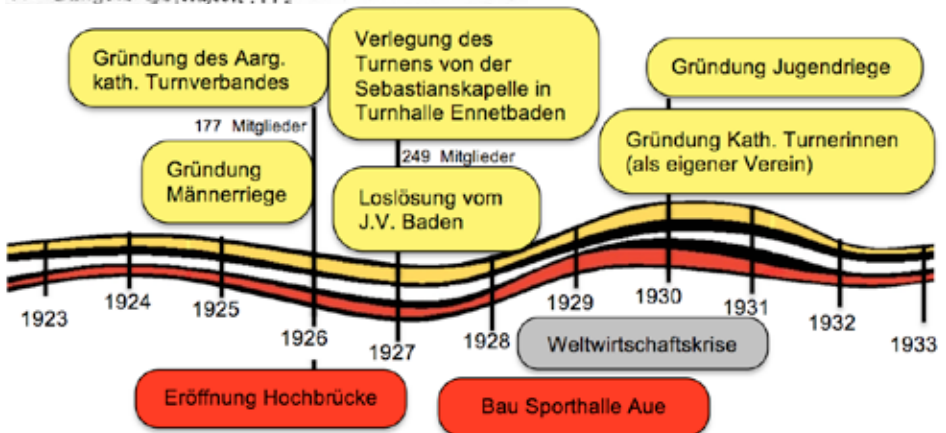 Gründung des Aarg.
kath. Turnverbandes
177 Mitglieder
Gründung
Männerriege
Verlegung des
Turnens von der
Sebastianskapelle in
Turnhalle Ennetbaden
249 Mitglieder
Loslösung vom
J.V. Baden
Gründung Jugendriege
Gründung Kath. Turnerinnen
(als eigener Verein)
1923
1924
1925
1926
1927
1928
1929
1930
1931
1932
1933
Weltwirtschaftskrise
Eröffnung Hochbrücke
Bau Sporthalle Aue